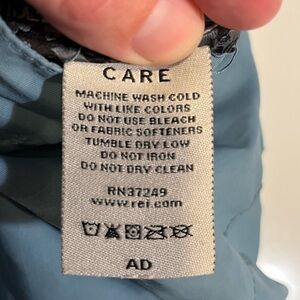 CARE
MACHINE WASH COLD
WITH LIKE COLORS
DO NOT USE BLEACH
OR FABRIC SOFTENERS
TUMBLE DRY LOW
DO NOT IRON
DO NOT DRY CLEAN
RN37249
www.rei.com
AD